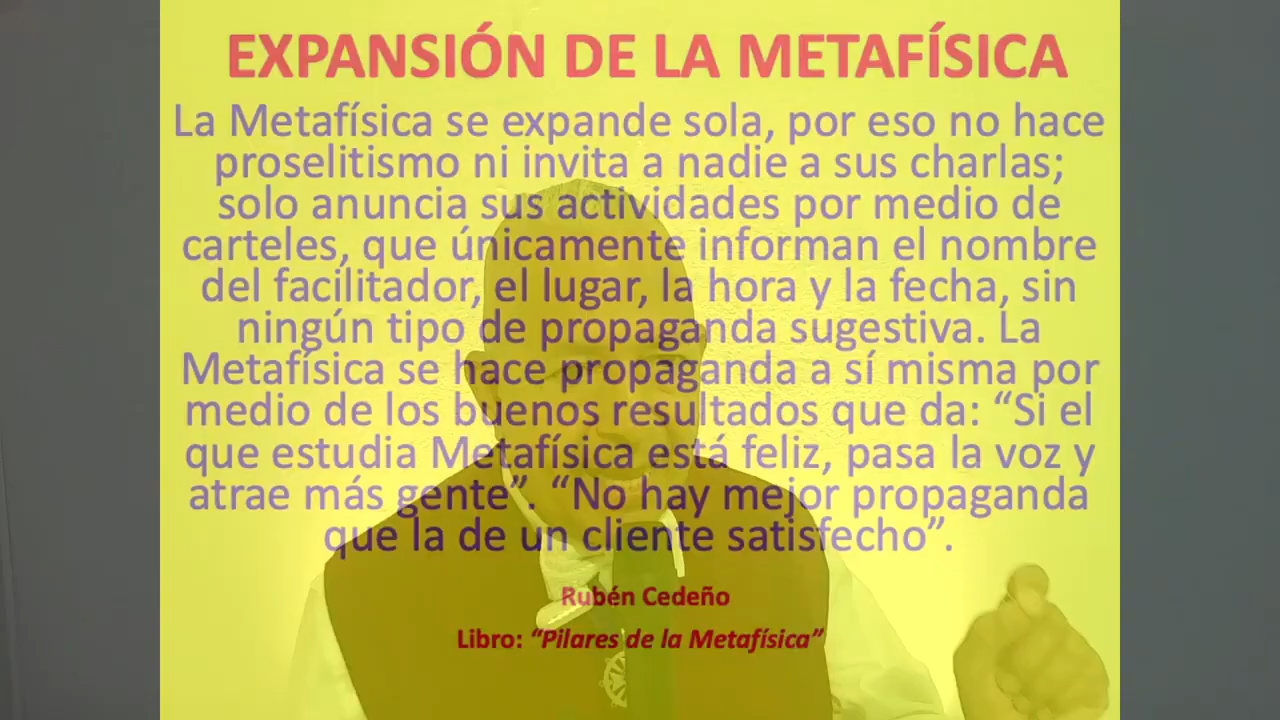 EXPANSIÓN DE LA METAFÍSICA
La Metafísica se expande sola, por eso no hace
proselitismo ni invita a nadie a sus charlas;
solo anuncia sus actividades por medio de
carteles, que únicamente informan el nombre
del facilitador, el lugar, la hora y la fecha, sin
ningún tipo de propaganda sugestiva. La
Metafísica se hace propaganda a sí misma por
medio de los buenos resultados que da: “Si el
que estudia Metafísica está feliz, pasa la voz y
atrae más gente”. “No hay mejor propaganda
que la de un cliente satisfecho”.
Rubén Cedeño
Libro: “Pilares de la Metafísica”